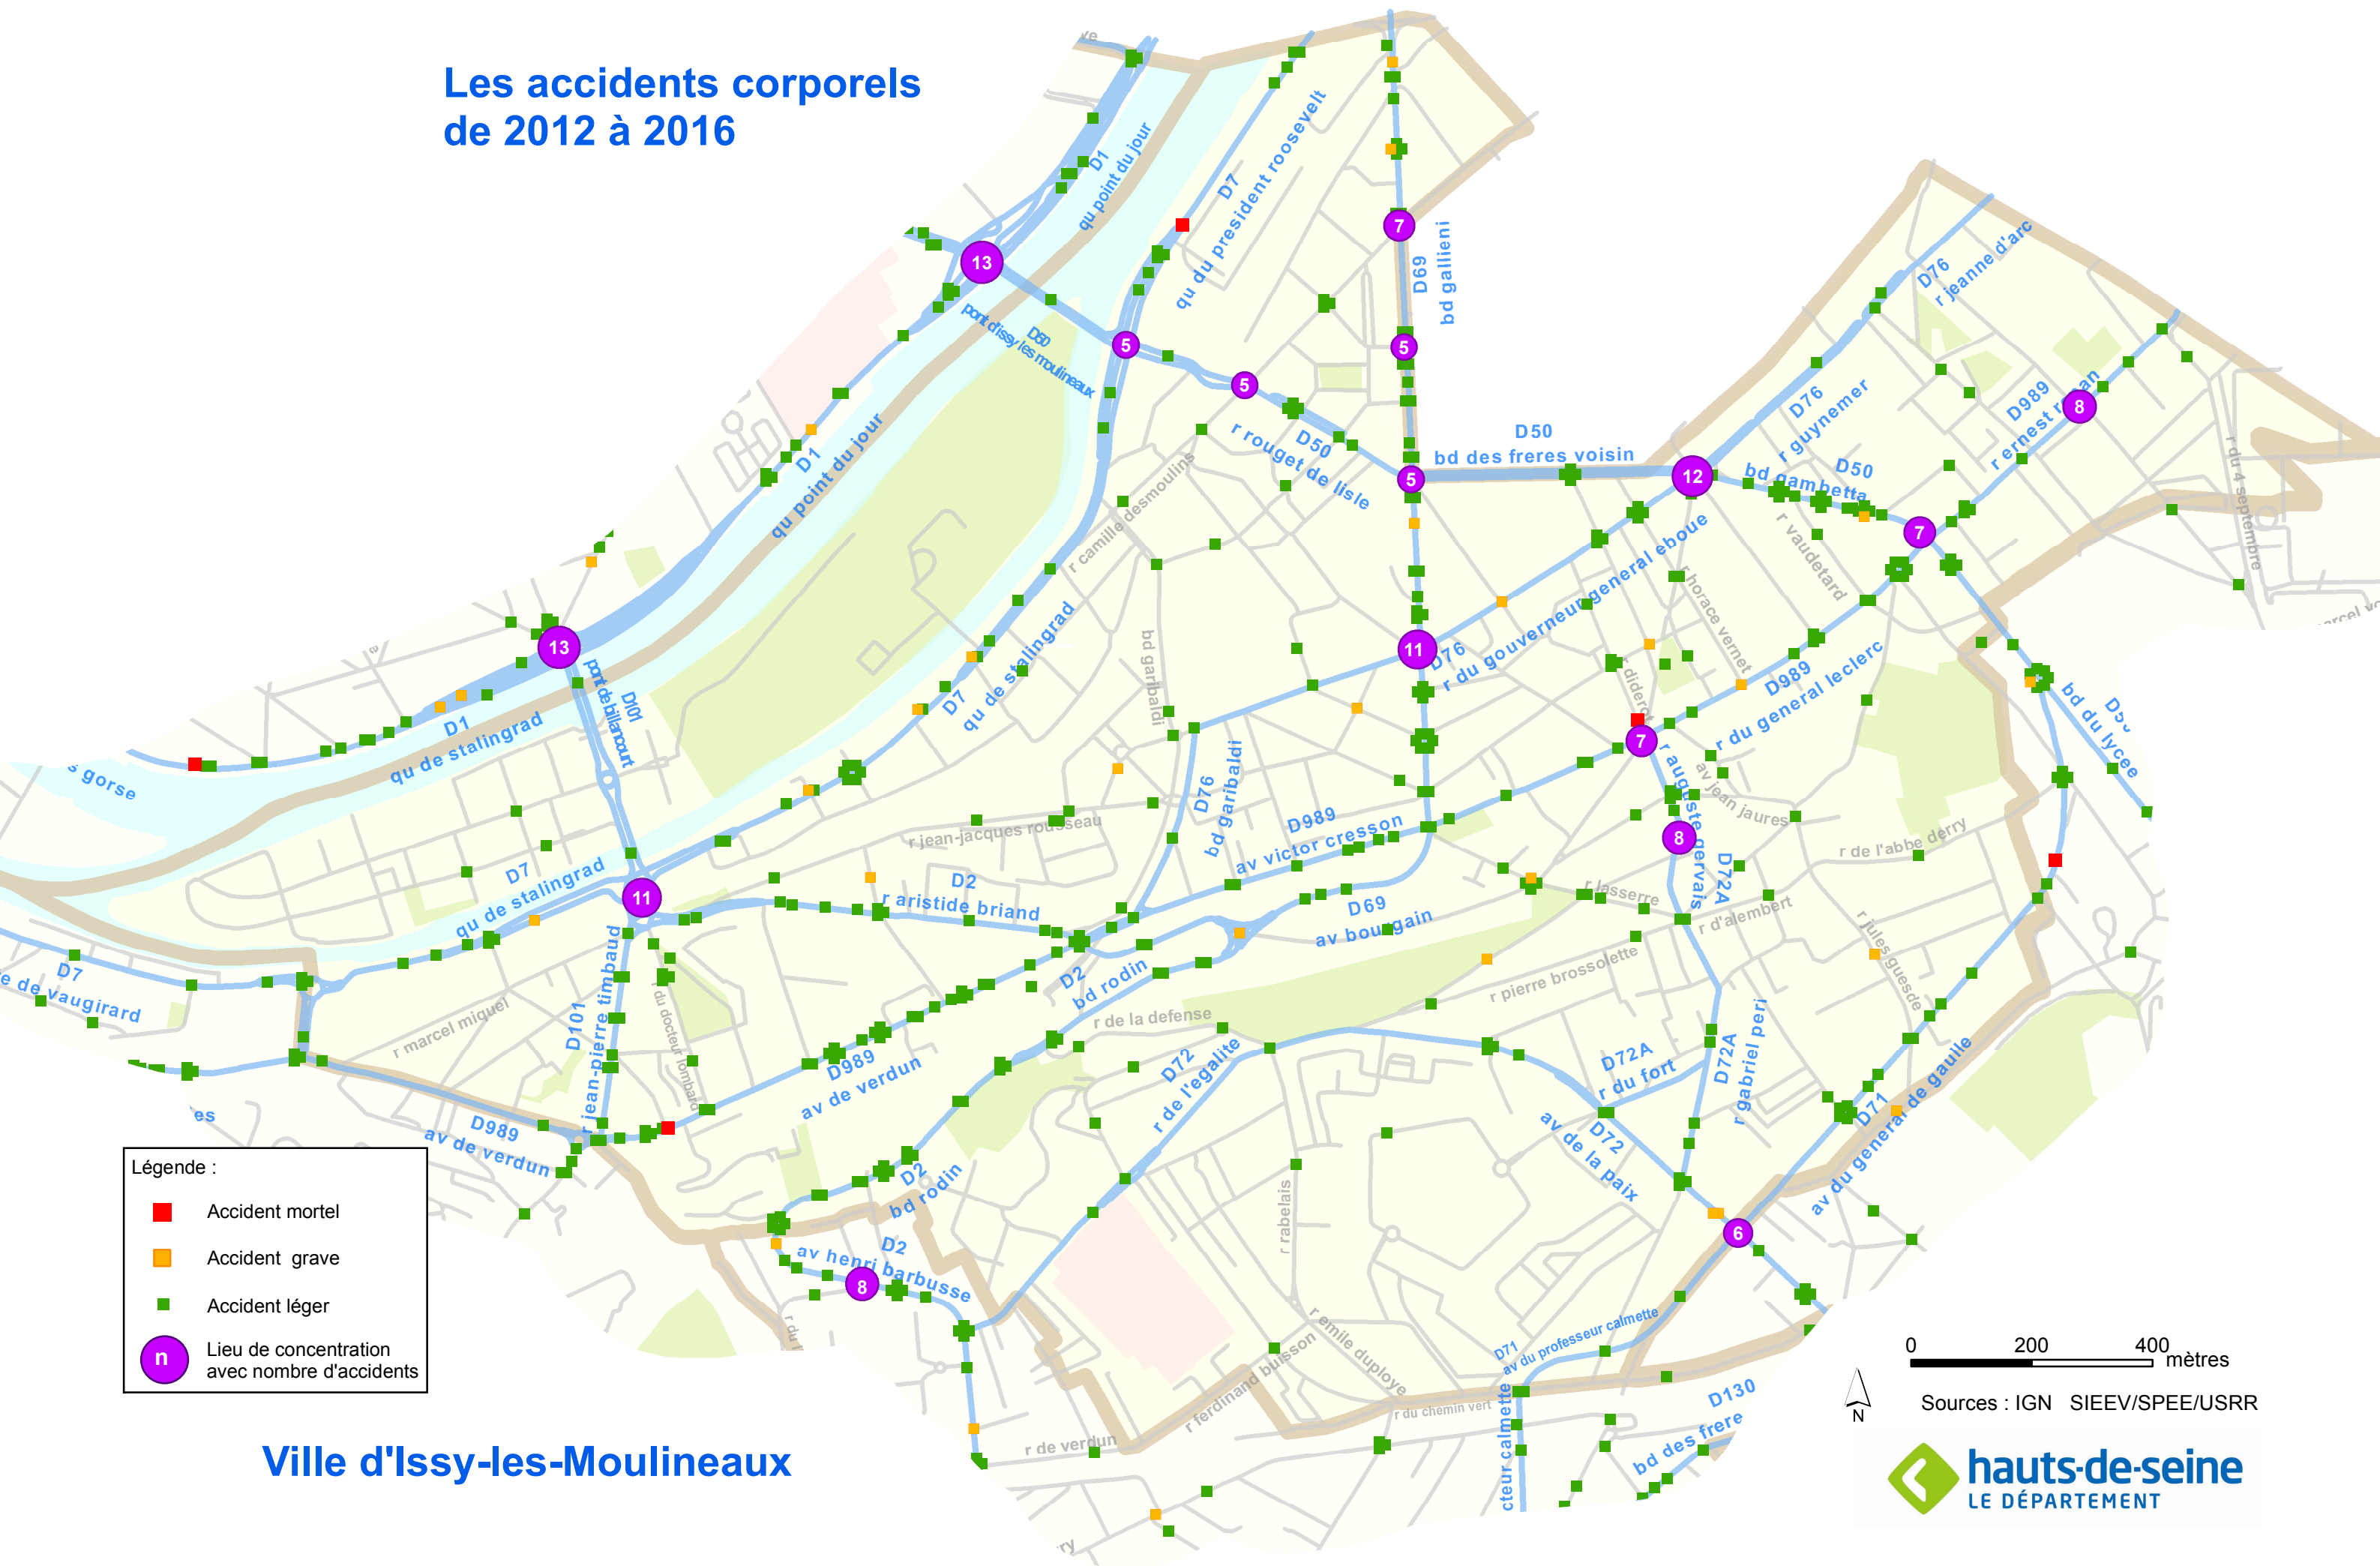 Les accidents corporels
de 2012 à 2016
D1
qu point du jour
D7
qu du president roosevelt
D69
bd gallieni
D76
r jeanne d'arc
13
7
5
5
5
5
12
7
8
D50
pont d'issy les moulineaux
D50
r rouget de lisle
D50
bd des freres voisin
D76
r guynemer
D50
bd gambetta
D989
r ernest
r du 4 septembre
D1
qu point du jour
r camille desmoulins
r vaudetard
r horace vernet
13
D101
pont de billancourt
D1
qu de stalingrad
s gorse
D7
qu de stalingrad
bd garibaldi
11
D76
r du gouverneur general eboue
r diderot
D989
r du general leclerc
7
bd du lycee
D76
bd garibaldi
r auguste gervais
av jean jaures
8
r de l'abbe derry
r jean-jacques rousseau
D989
av victor cresson
D7
qu de stalingrad
11
D2
r aristide briand
D69
av bourgain
r lasserre
D72A
r d'alembert
r jules guesde
D7
de vaugirard
r marcel miquel
D101
r jean-pierre timbaud
r du docteur lombard
D2
bd rodin
r de la defense
r pierre brossolette
D989
av de verdun
D72
r de l'egalite
D72A
r du fort
D72A
r gabriel peri
D71
av du general de gaulle
D989
av de verdun
es
D72
av de la paix
D2
bd rodin
D2
av henri barbusse
8
6
r rabelais
r emile duploye
r ferdinand buisson
r de verdun
r du chemin vert
D71
av du professeur calmette
cteur calmette
D130
bd des frere
Légende :
Accident mortel
Accident grave
Accident léger
n
Lieu de concentration
avec nombre d'accidents
Ville d'Issy-les-Moulineaux
0 200 400
mètres
N
Sources : IGN SIEEV/SPEE/USRR
hauts-de-seine
LE DÉPARTEMENT